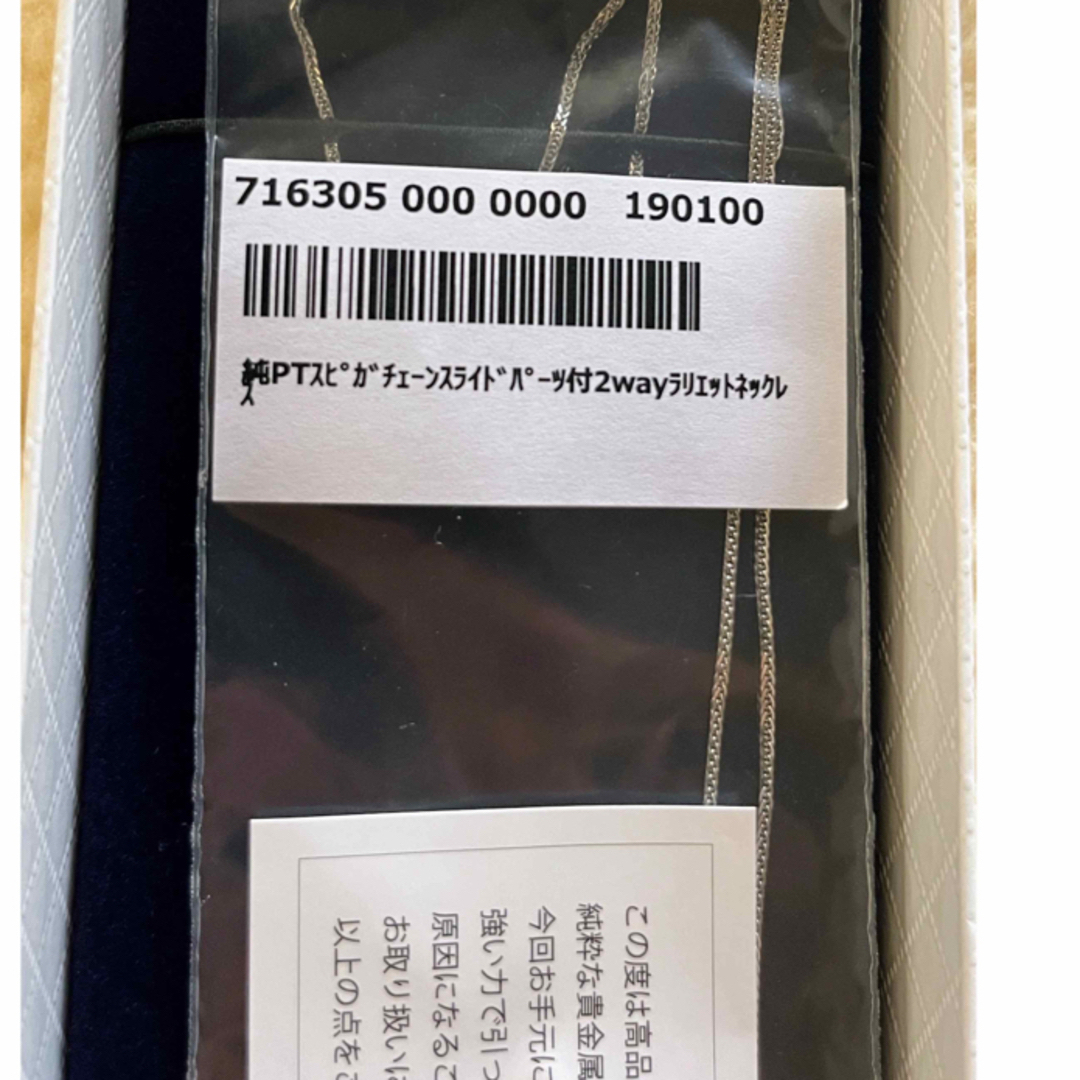 716305 000 0000 190100
純PTｽﾋﾟｶﾞﾁｪｰﾝｽﾗｲﾄﾞﾊﾟｰﾂ付2wayﾗﾘｴｯﾄﾈｯｸﾚ
ｽ
この度は高品
純粋な貴金属
今回お手元に
強い力で引っ
原因になるこ
お取り扱いに
以上の点をご